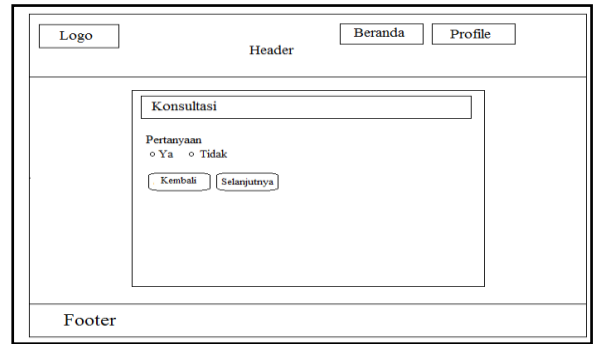 Logo
Header
Beranda
Profile
Konsultasi
Pertanyaan
Ya Tidak
Kembali Selanjutnya
Footer